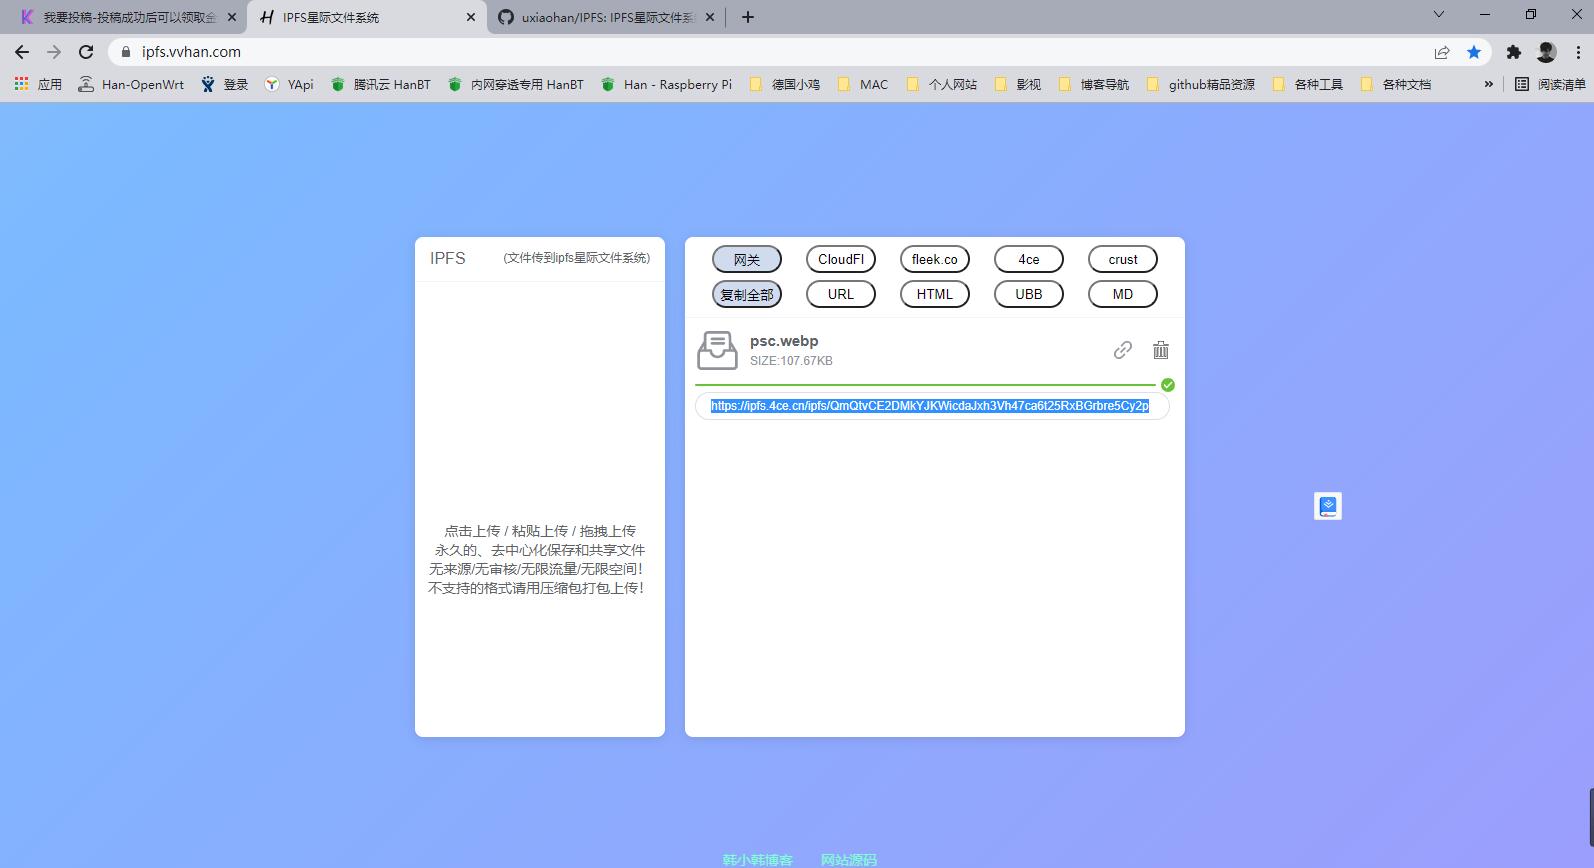 我要投稿-投稿成功后可以领取金
IPFS星际文件系统
uxiaohan/IPFS: IPFS星际文件系
ipfs.vvhan.com
应用
Han-OpenWrt
登录
YApi
腾讯云 HanBT
内网穿透专用 HanBT
Han - Raspberry Pi
德国小鸡
MAC
个人网站
影视
博客导航
github精品资源
各种工具
各种文档
»
阅读清单
IPFS
(文件传到ipfs星际文件系统)
点击上传 / 粘贴上传 / 拖拽上传
永久的、去中心化保存和共享文件
无来源/无审核/无限流量/无限空间!
不支持的格式请用压缩包打包上传!
网关
CloudFl
fleek.co
4ce
crust
复制全部
URL
HTML
UBB
MD
psc.webp
SIZE:107.67KB
https://ipfs.4ce.cn/ipfs/QmQtvCE2DMkYJKWicdaJxh3Vh47ca6t25RxBGrbre5Cy2p
韩小韩博客
网站源码